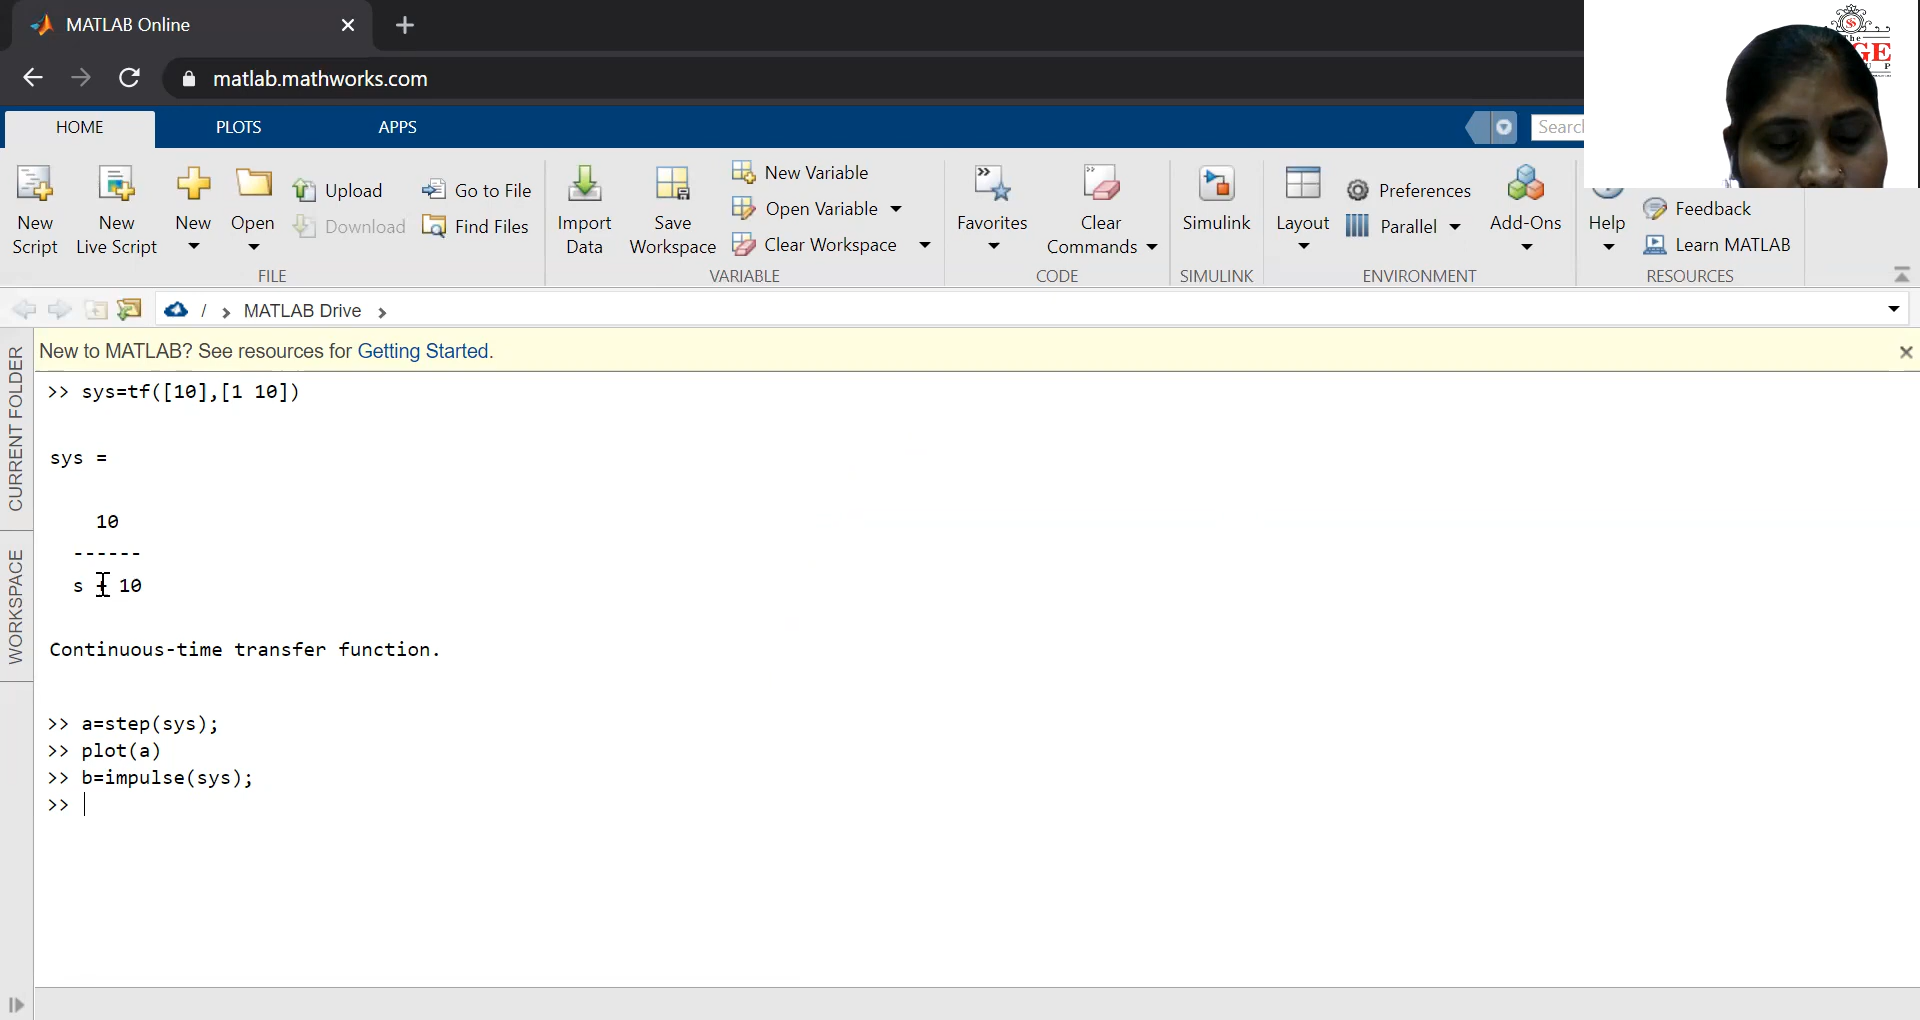 MATLAB Online
matlab.mathworks.com
HOME
PLOTS
APPS
Search
The
GE
U P
New Script
New Live Script
New
Open
Upload
Download
Go to File
Find Files
FILE
Import Data
Save Workspace
New Variable
Open Variable
Clear Workspace
VARIABLE
Favorites
Clear Commands
CODE
Simulink
SIMULINK
Layout
Preferences
Parallel
Add-Ons
ENVIRONMENT
Help
Feedback
Learn MATLAB
RESOURCES
/ > MATLAB Drive >
CURRENT FOLDER
WORKSPACE
New to MATLAB? See resources for Getting Started.
>> sys=tf([10],[1 10])
sys =
10
------
s + 10
Continuous-time transfer function.
>> a=step(sys);
>> plot(a)
>> b=impulse(sys);
>>